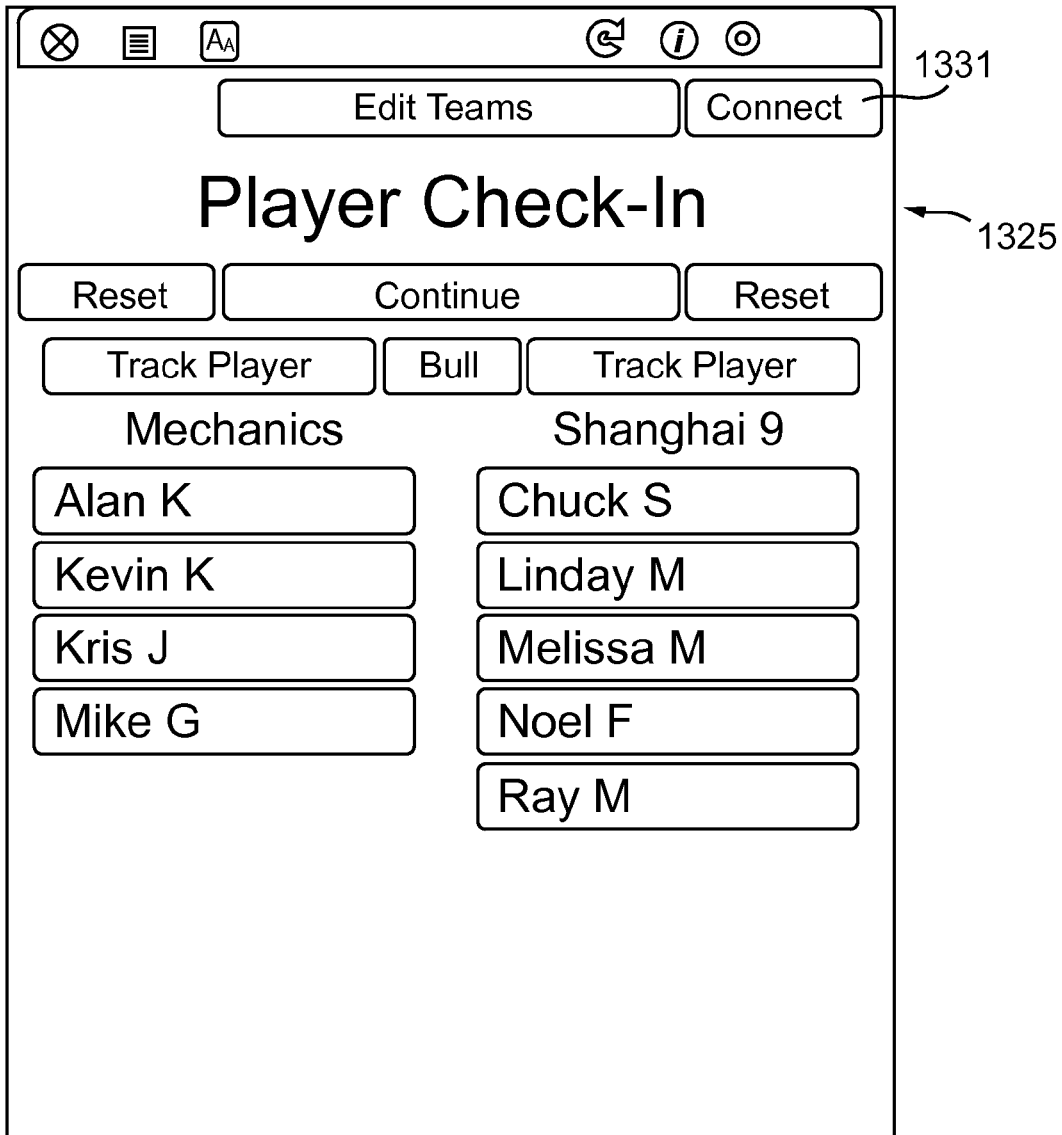 AA i
1331
Edit Teams Connect
Player Check-In
1325
Reset Continue Reset
Track Player Bull Track Player
Mechanics Shanghai 9
Alan K Chuck S
Kevin K Linday M
Kris J Melissa M
Mike G Noel F
Ray M